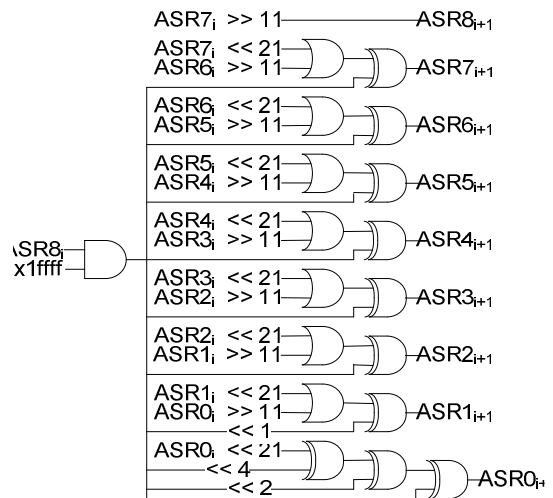 ASR7i >> 11 ASR8i+1
ASR7i << 21
ASR6i >> 11 ASR7i+1
ASR6i << 21
ASR5i >> 11 ASR6i+1
ASR5i << 21
ASR4i >> 11 ASR5i+1
ASR4i << 21
ASR3i >> 11 ASR4i+1
ASR8i
x1ffff
ASR3i << 21
ASR2i >> 11 ASR3i+1
ASR2i << 21
ASR1i >> 11 ASR2i+1
ASR1i << 21
ASR0i >> 11 ASR1i+1
<< 1
ASR0i << 21
<< 4
<< 2
ASR0i+